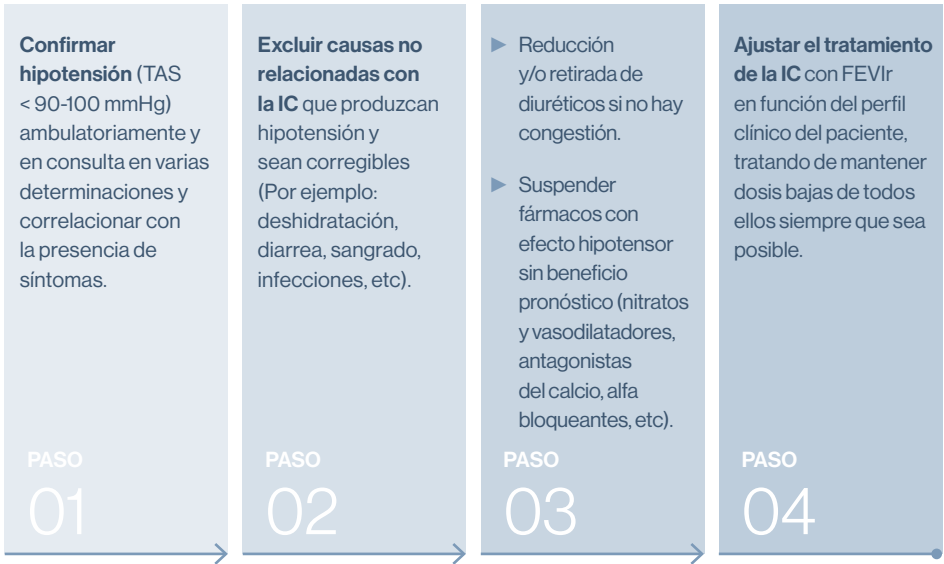 Confirmar
hipotensión (TAS
< 90-100 mmHg)
ambulatoriamente y
en consulta en varias
determinaciones y
correlacionar con
la presencia de
síntomas.
PASO
01
Excluir causas no
relacionadas con
la IC que produzcan
hipotensión y
sean corregibles
(Por ejemplo:
deshidratación,
diarrea, sangrado,
infecciones, etc).
PASO
02
Reducción
y/o retirada de
diuréticos si no hay
congestión.
Suspender
fármacos con
efecto hipotensor
sin beneficio
pronóstico (nitratos
y vasodilatadores,
antagonistas
del calcio, alfa
bloqueantes, etc).
PASO
03
Ajustar el tratamiento
de la IC con FEVIr
en función del perfil
clínico del paciente,
tratando de mantener
dosis bajas de todos
ellos siempre que sea
posible.
PASO
04